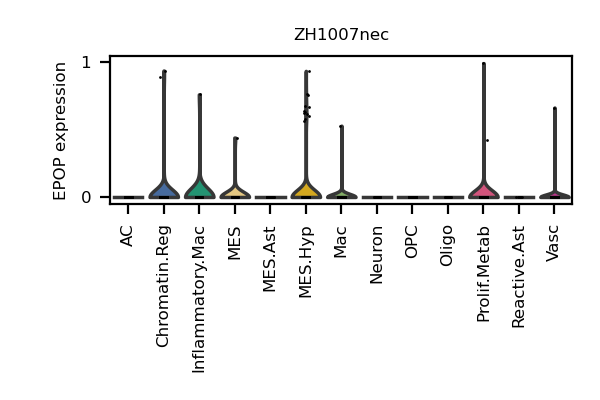 ZH1007nec
EPOP expression
1
0
AC
Chromatin.Reg
Inflammatory.Mac
MES
MES.Ast
MES.Hyp
Mac
Neuron
OPC
Oligo
Prolif.Metab
Reactive.Ast
Vasc